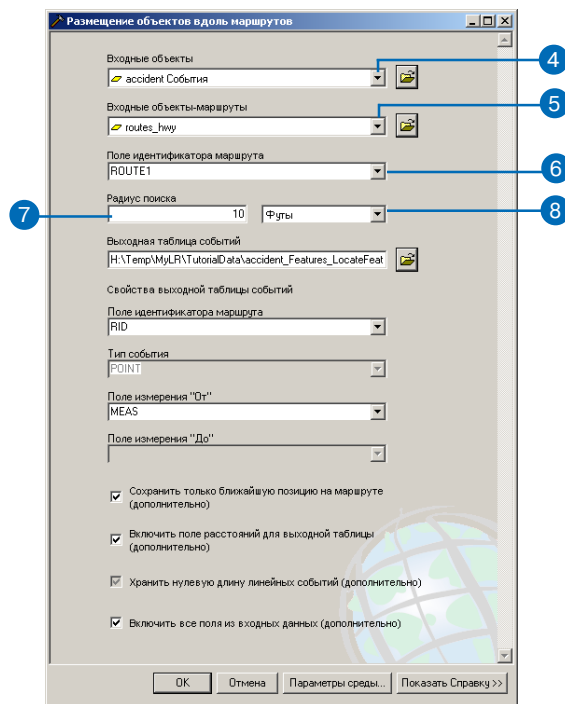 Размещение объектов вдоль маршрутов
Входные объекты
accident События
4
Входные объекты-маршруты
routes_hwy
5
Поле идентификатора маршрута
ROUTE1
6
Радиус поиска
7
10
Футы
8
Выходная таблица событий
H:\Temp\MyLR\TutorialData\accident_Features_LocateFeat
Свойства выходной таблицы событий
Поле идентификатора маршрута
RID
Тип события
POINT
Поле измерения "От"
MEAS
Поле измерения "До"
Сохранить только ближайшую позицию на маршруте
(дополнительно)
Включить поле расстояний для выходной таблицы
(дополнительно)
Хранить нулевую длину линейных событий (дополнительно)
Включить все поля из входных данных (дополнительно)
OK
Отмена
Параметры среды...
Показать Справку >>